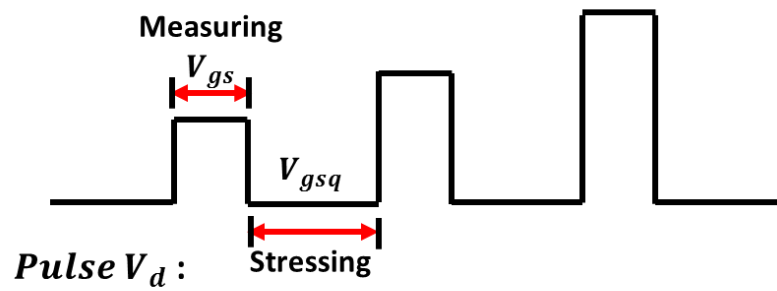 Measuring
V_gs
V_gsq
Stressing
Pulse V_d :